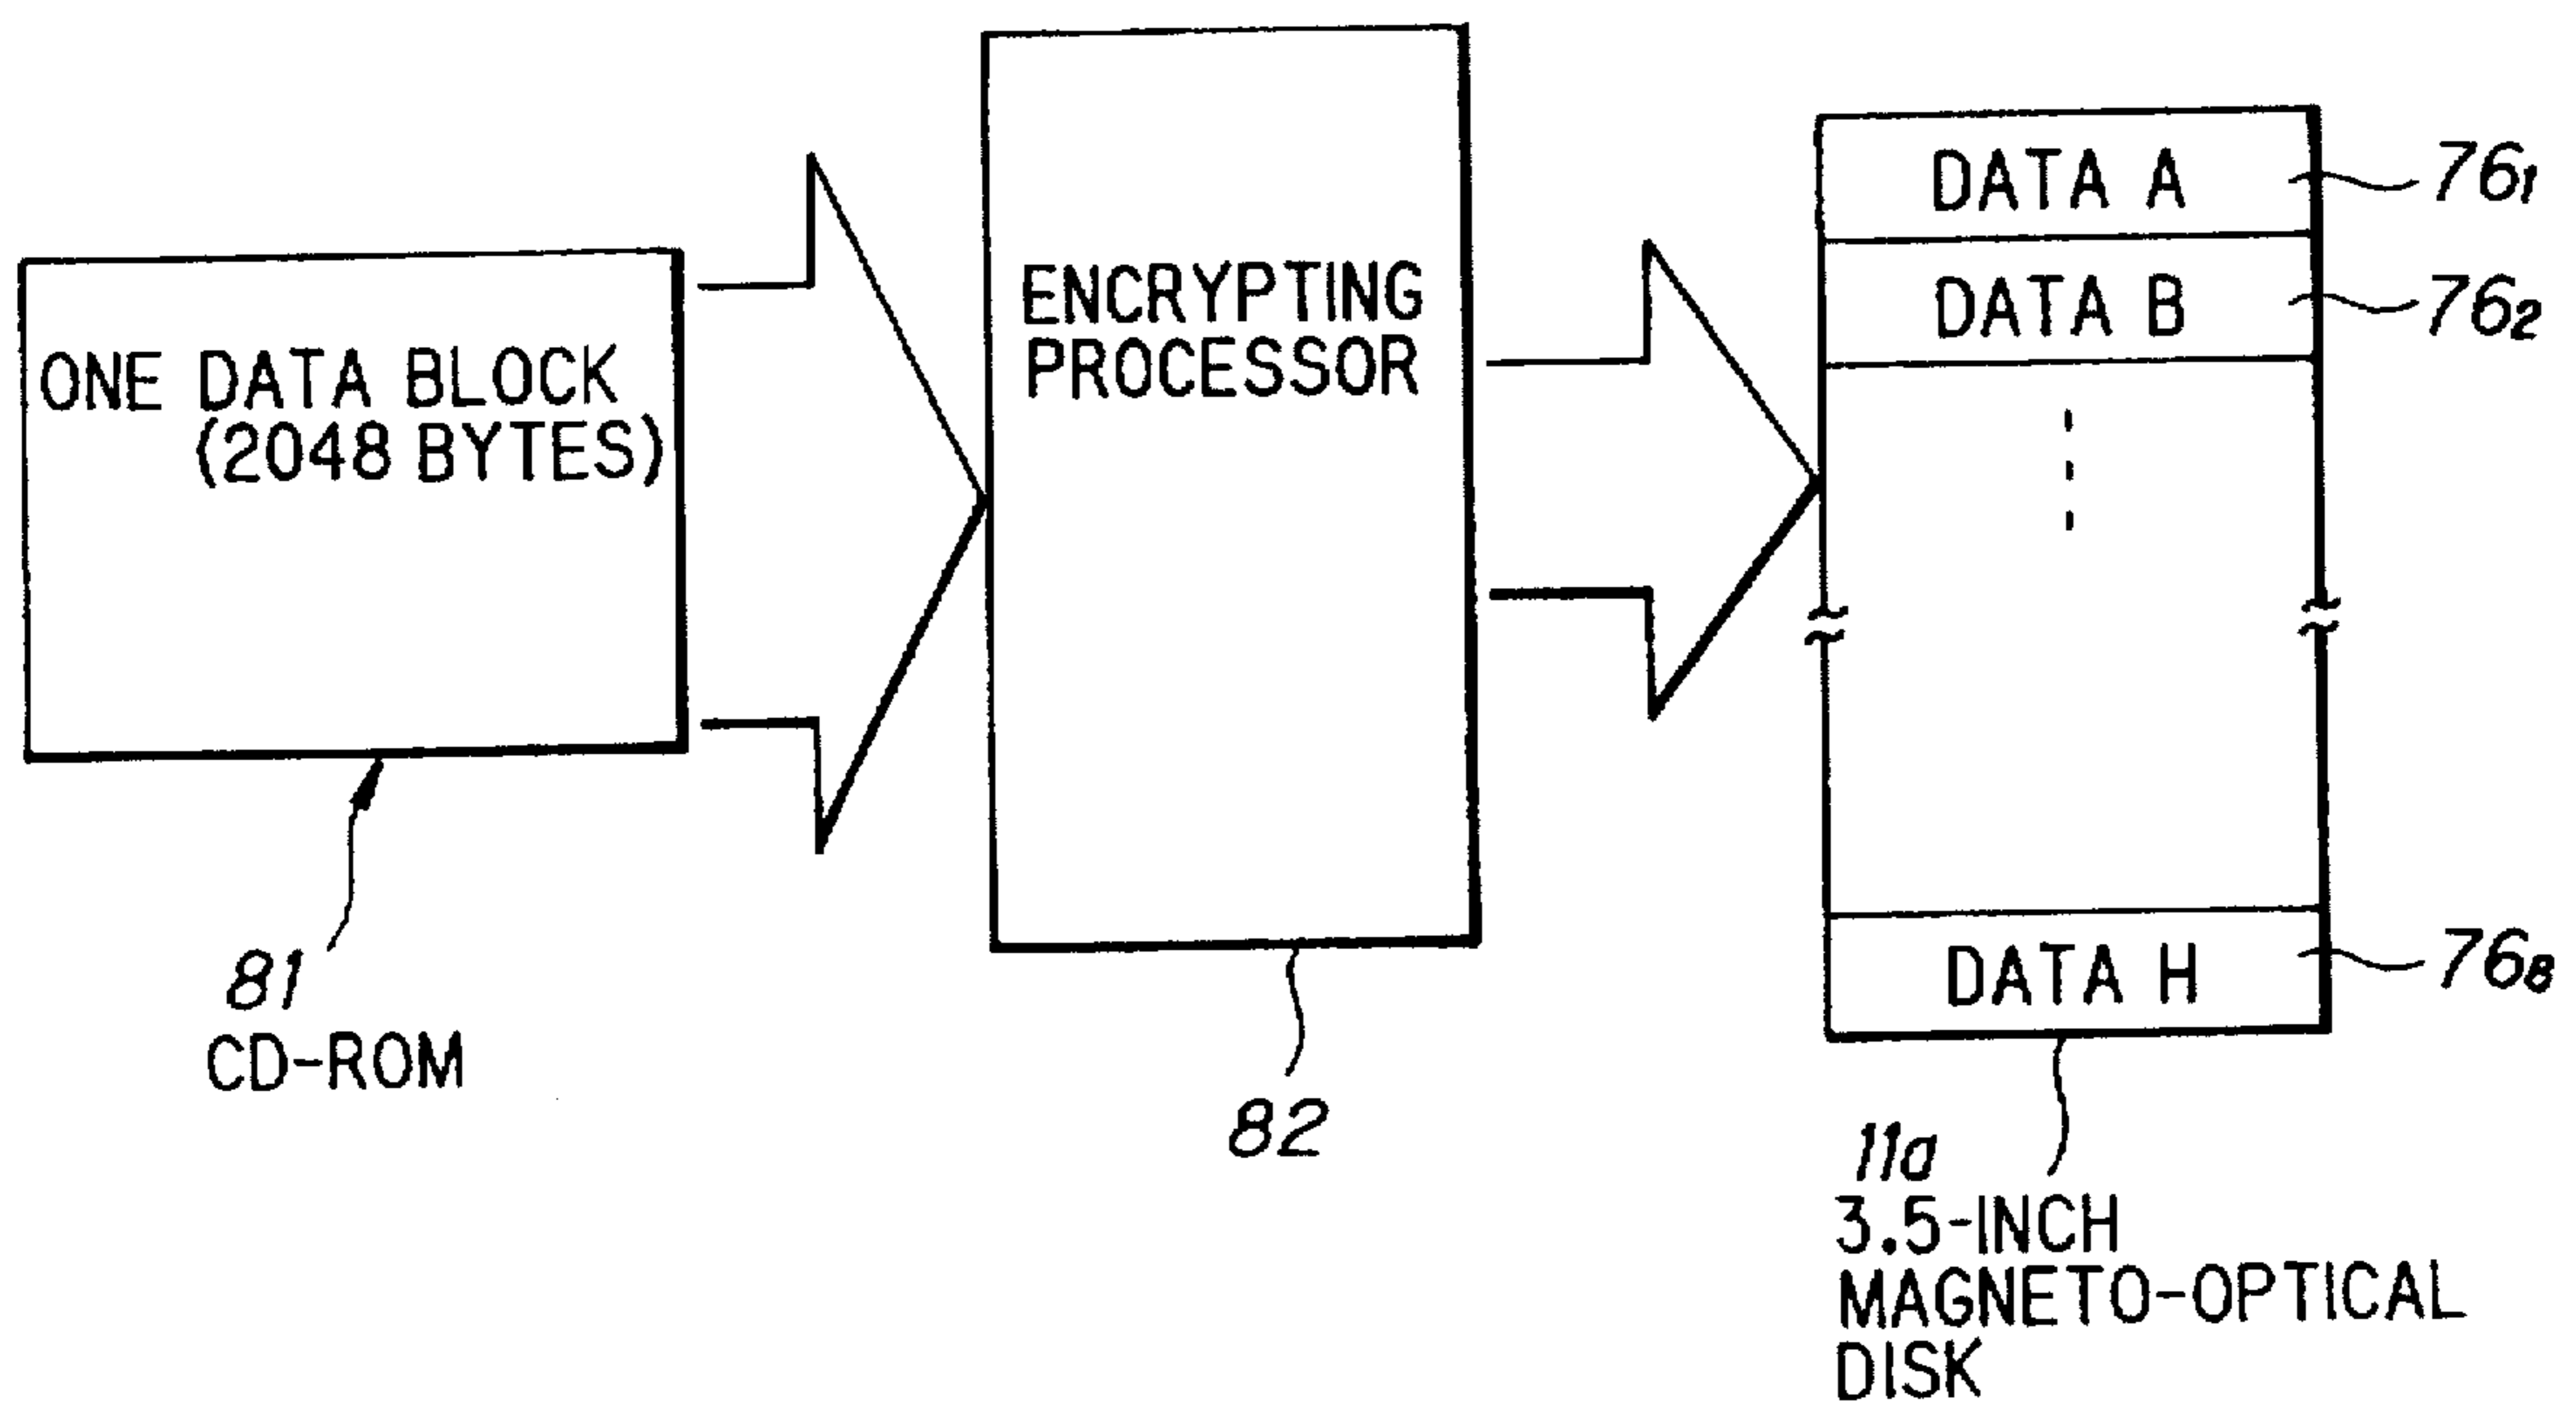 ONE DATA BLOCK
(2048 BYTES)
81
CD-ROM
ENCRYPTING
PROCESSOR
82
DATA A
76₁
DATA B
76₂
DATA H
76₈
11a
3.5-INCH
MAGNETO-OPTICAL
DISK